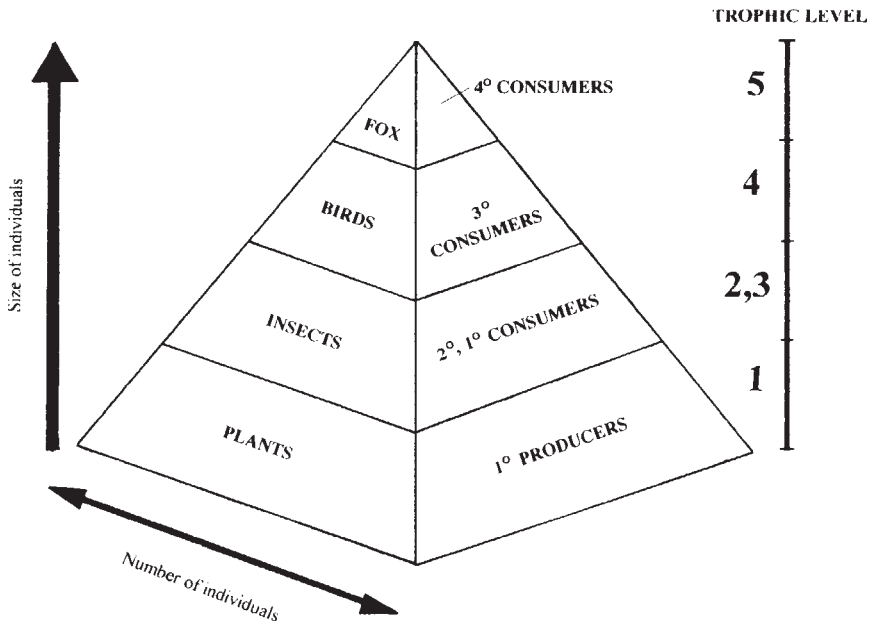 TROPHIC LEVEL
5
4° CONSUMERS
FOX
4
BIRDS
3°
CONSUMERS
Size of individuals
2,3
INSECTS
2°, 1° CONSUMERS
1
PLANTS
1° PRODUCERS
Number of individuals